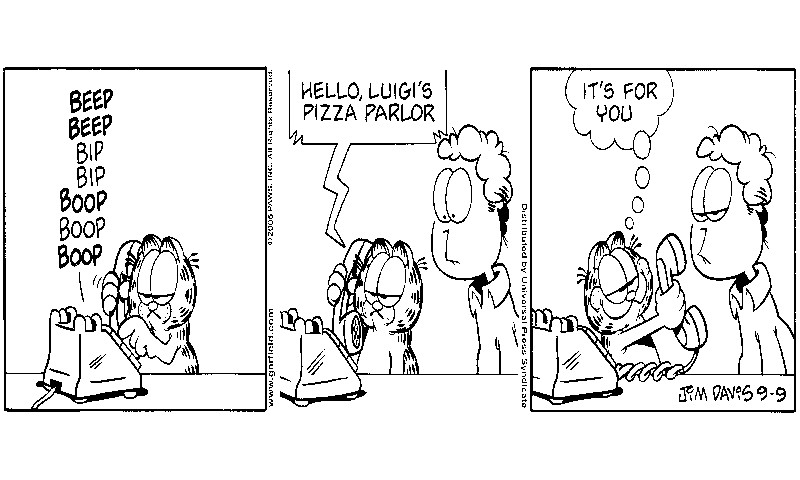 BEEP
BEEP
BIP
BIP
BOOP
BOOP
BOOP
© 2005 PAWS, INC. All Rights Reserved.
www.garfield.com
HELLO, LUIGI'S
PIZZA PARLOR
Distributed by Universal Press Syndicate
IT'S FOR
YOU
JIM DAVIS 9-9